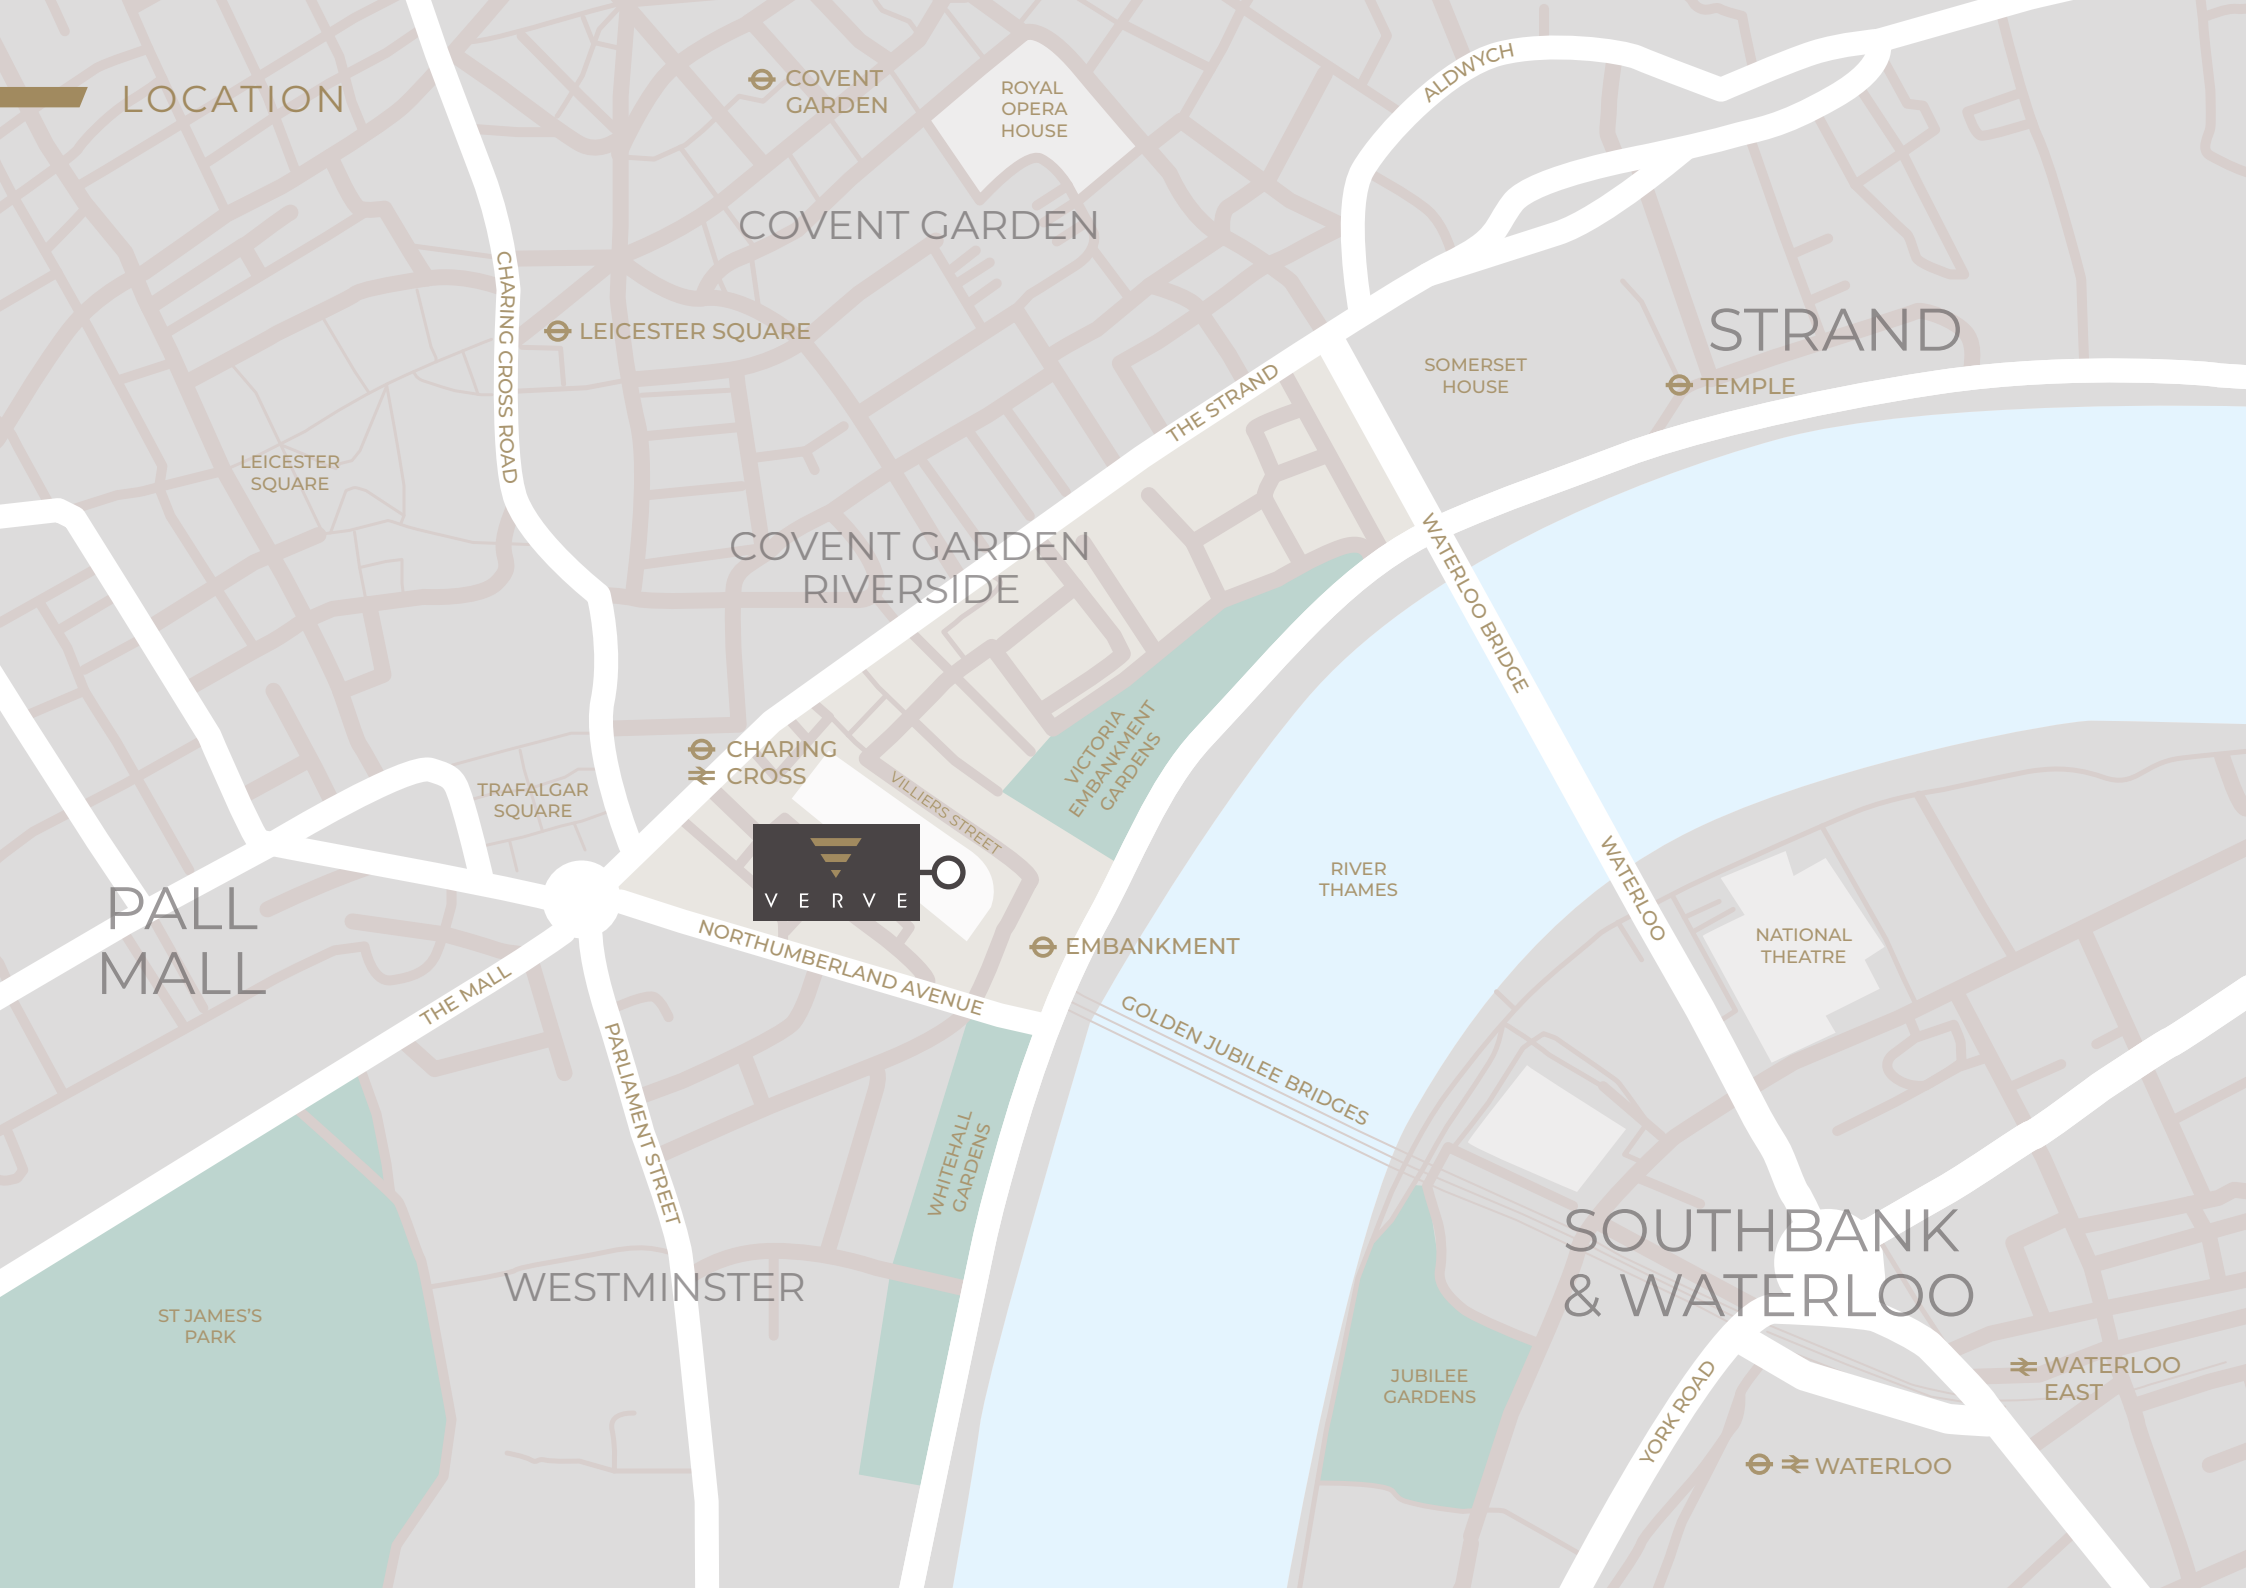 LOCATION
COVENT
GARDEN
ROYAL
OPERA
HOUSE
ALDWYCH
COVENT GARDEN
CHARING CROSS ROAD
LEICESTER SQUARE
STRAND
SOMERSET
HOUSE
TEMPLE
THE STRAND
LEICESTER
SQUARE
COVENT GARDEN
RIVERSIDE
WATERLOO BRIDGE
VICTORIA
EMBANKMENT
GARDENS
CHARING
CROSS
TRAFALGAR
SQUARE
VILLIERS STREET
VERVE
RIVER
THAMES
WATERLOO
NATIONAL
THEATRE
PALL
MALL
THE MALL
NORTHUMBERLAND AVENUE
EMBANKMENT
GOLDEN JUBILEE BRIDGES
PARLIAMENT STREET
WHITEHALL
GARDENS
SOUTHBANK
& WATERLOO
WESTMINSTER
ST JAMES'S
PARK
JUBILEE
GARDENS
YORK ROAD
WATERLOO
EAST
WATERLOO